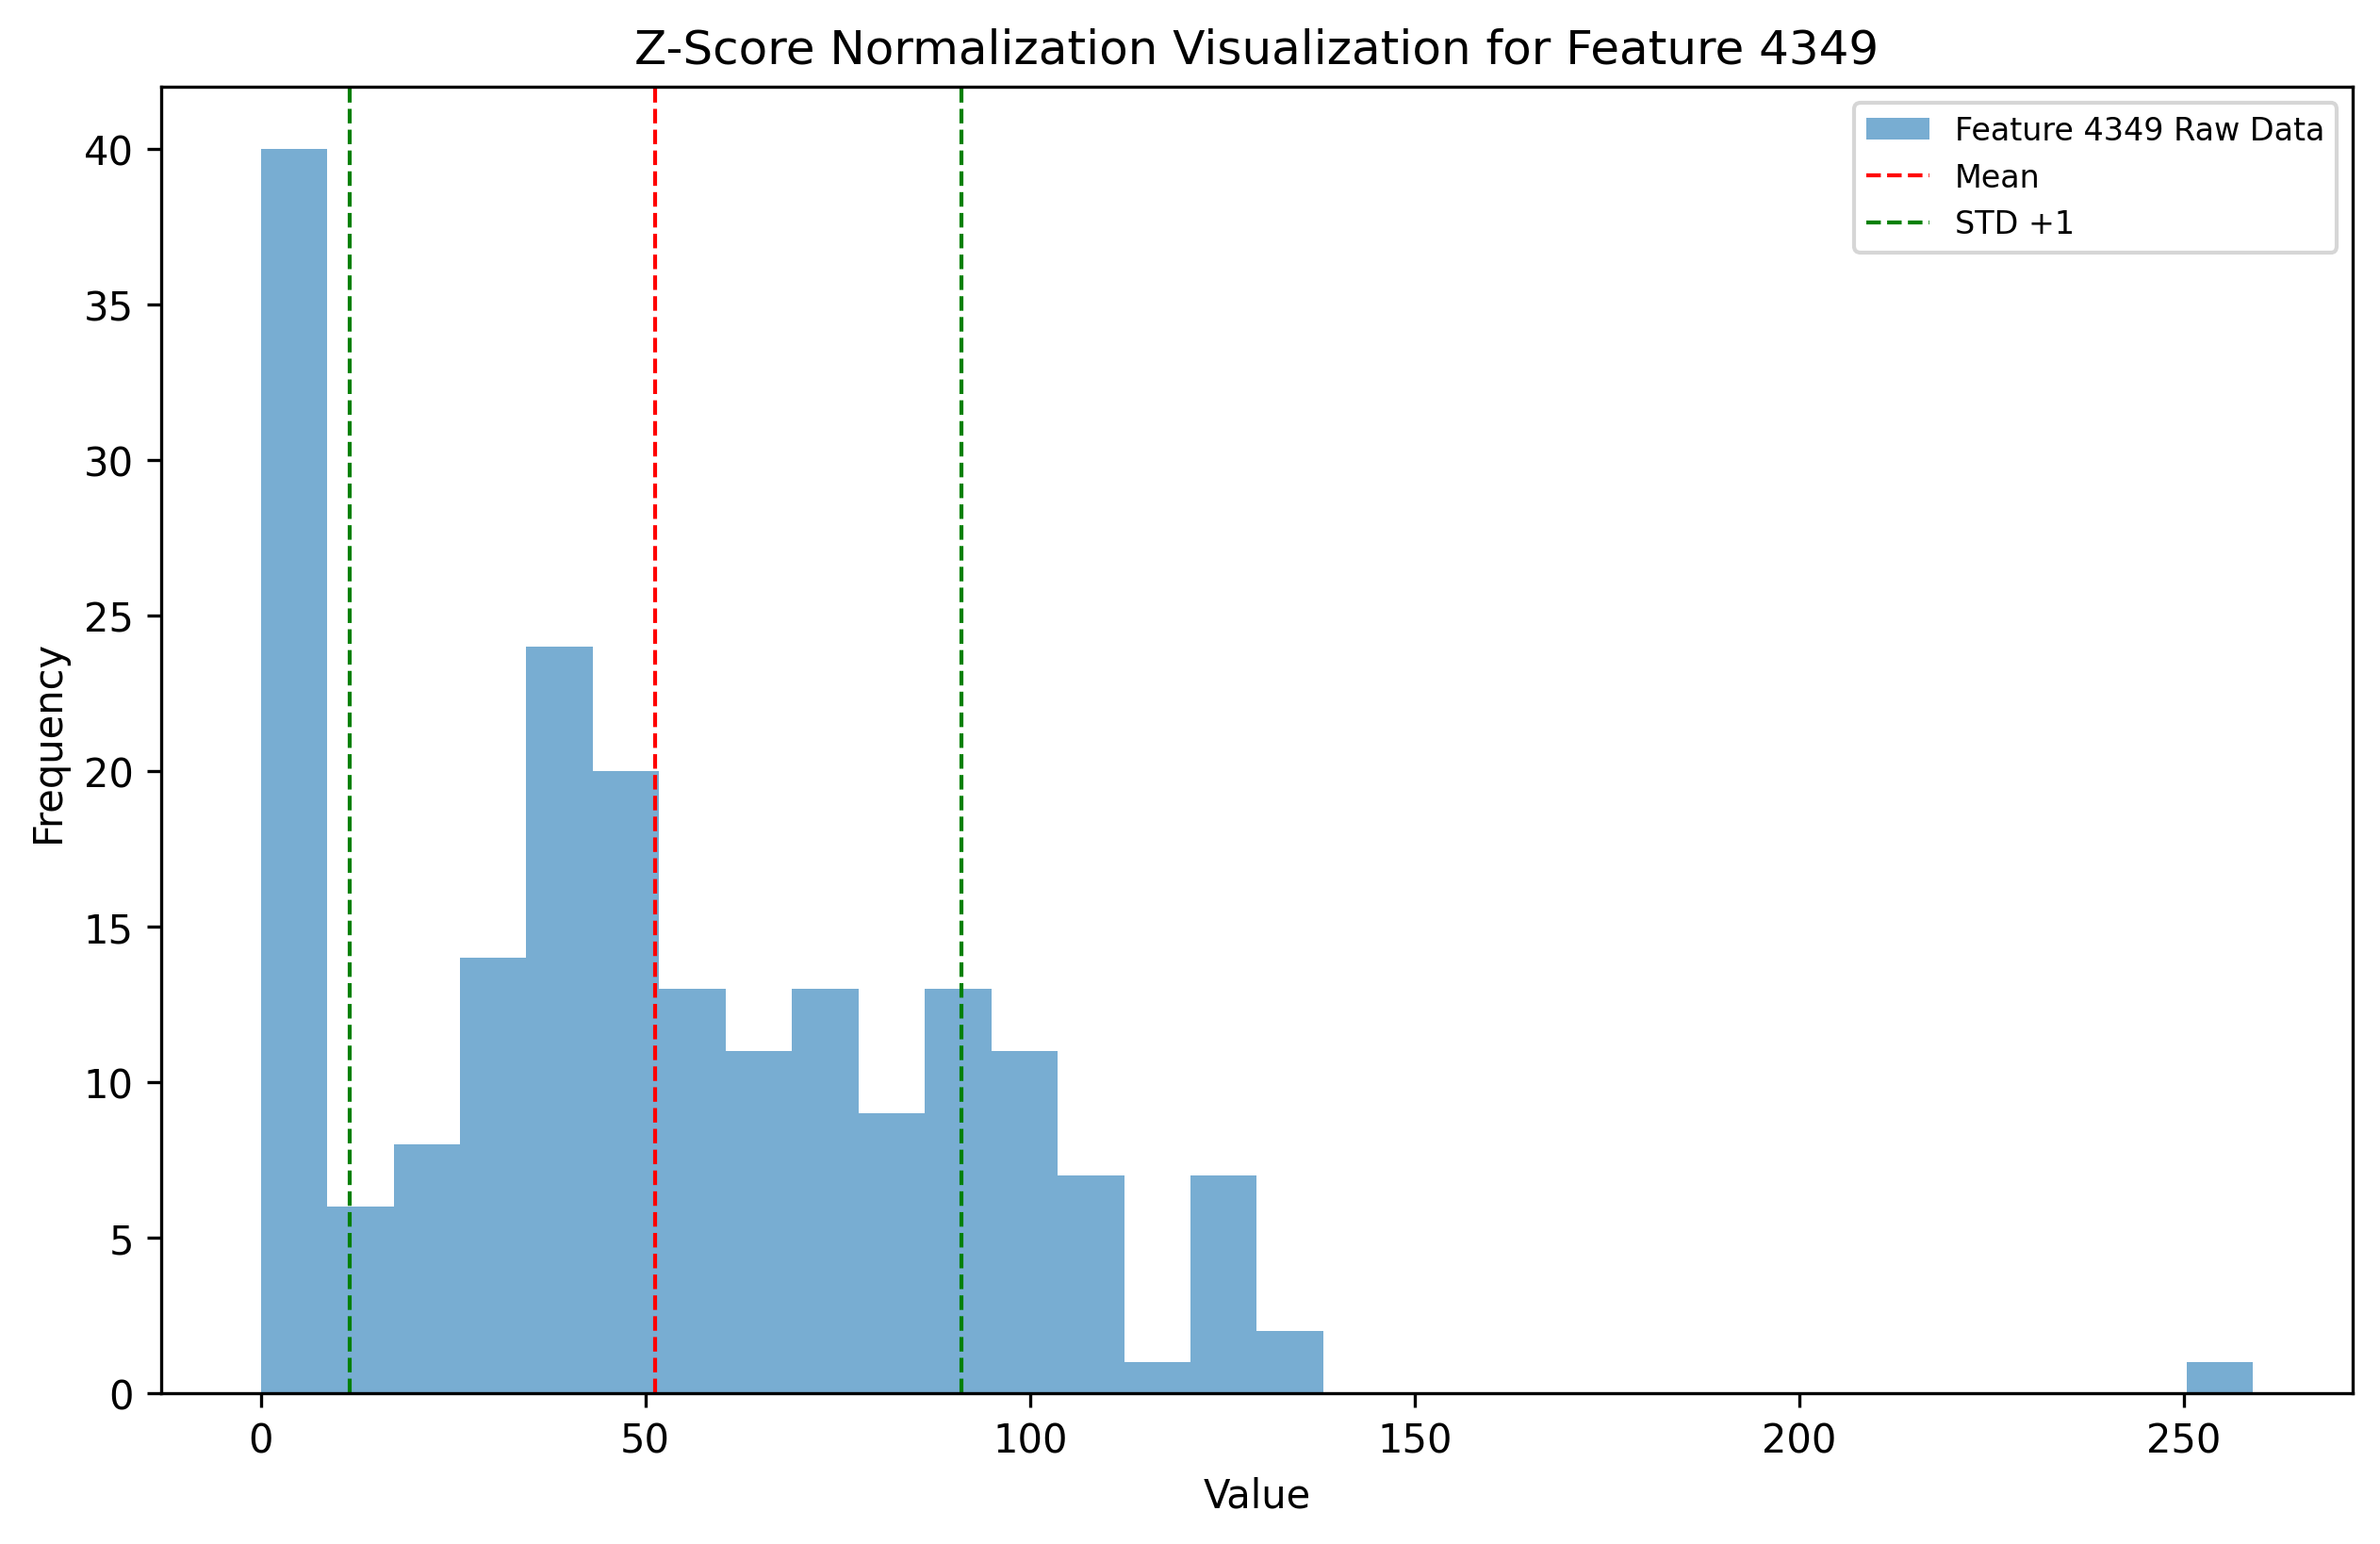 Z-Score Normalization Visualization for Feature 4349
Feature 4349 Raw Data
Mean
STD +1
Frequency
40
35
30
25
20
15
10
5
0
0 50 100 150 200 250
Value